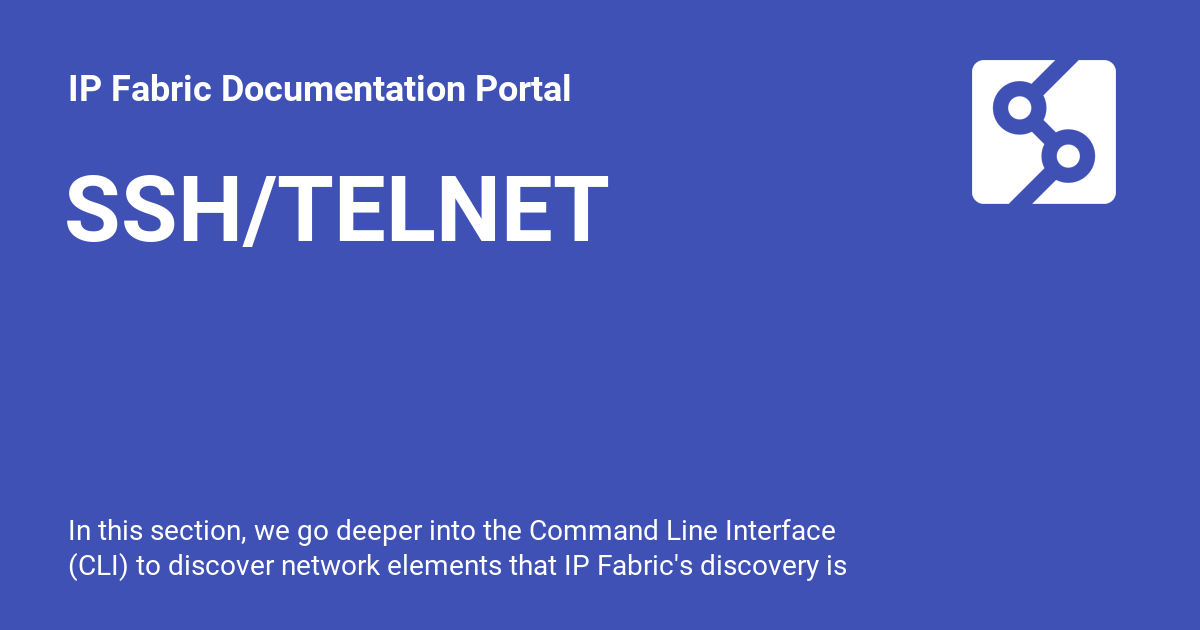 IP Fabric Documentation Portal
SSH/TELNET
In this section, we go deeper into the Command Line Interface
(CLI) to discover network elements that IP Fabric's discovery is